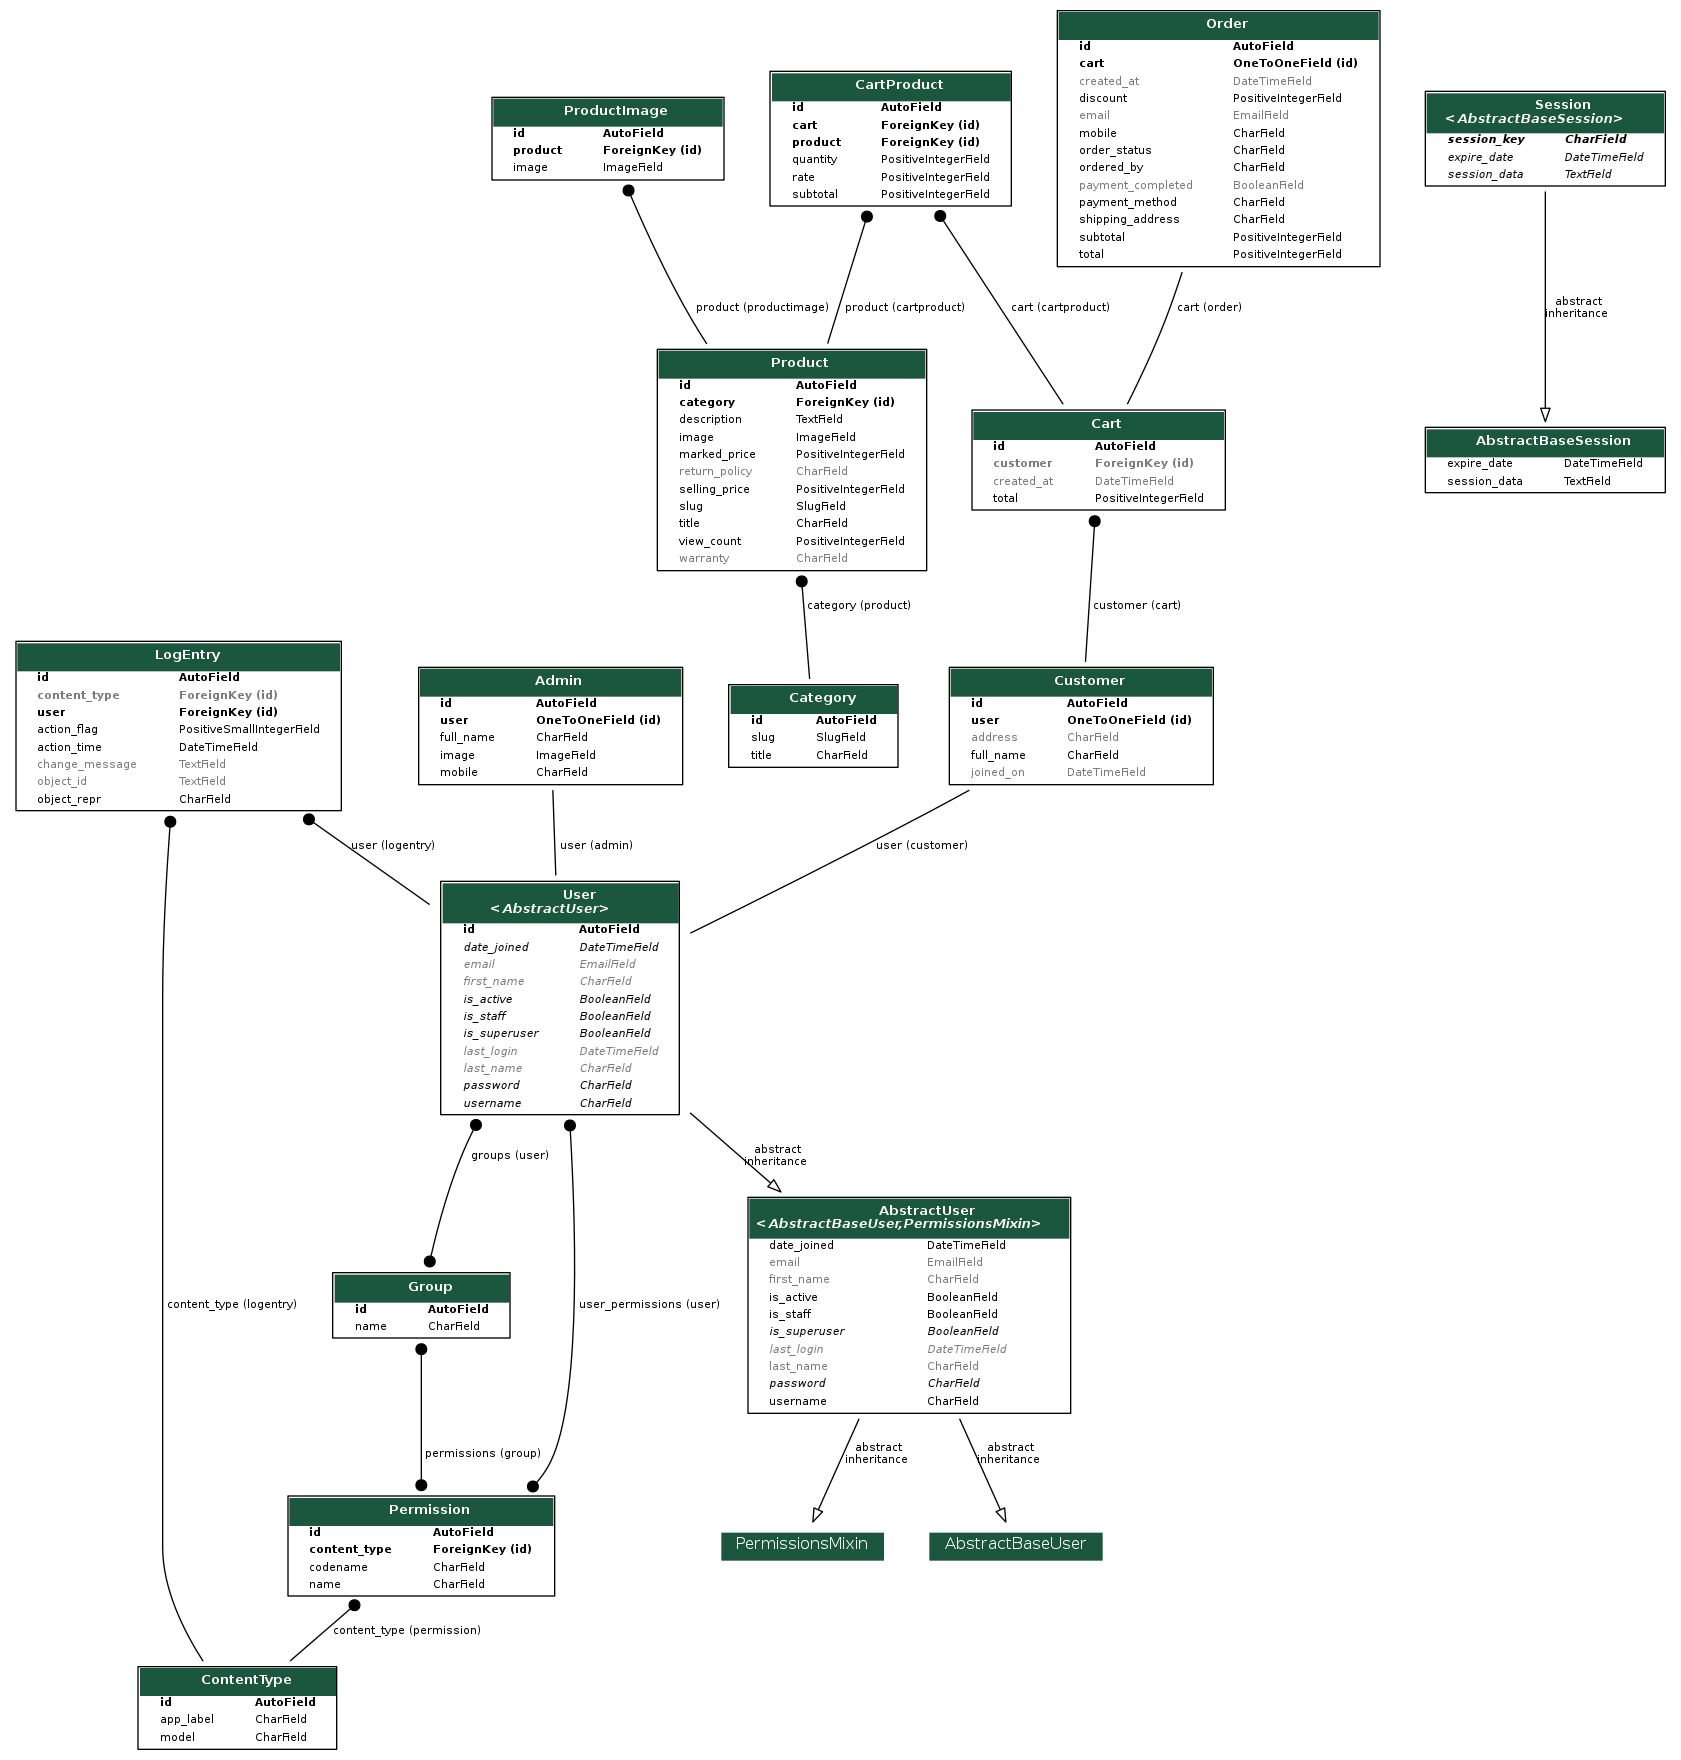 Order
id AutoField
cart OneToOneField (id)
created_at DateTimeField
discount PositiveIntegerField
email EmailField
mobile CharField
order_status CharField
ordered_by CharField
payment_completed BooleanField
payment_method CharField
shipping_address CharField
subtotal PositiveIntegerField
total PositiveIntegerField
CartProduct
id AutoField
cart ForeignKey (id)
product ForeignKey (id)
quantity PositiveIntegerField
rate PositiveIntegerField
subtotal PositiveIntegerField
ProductImage
id AutoField
product ForeignKey (id)
image ImageField
Session
<AbstractBaseSession>
session_key CharField
expire_date DateTimeField
session_data TextField
product (productimage)
product (cartproduct)
cart (cartproduct)
cart (order)
abstract
inheritance
Product
id AutoField
category ForeignKey (id)
description TextField
image ImageField
marked_price PositiveIntegerField
return_policy CharField
selling_price PositiveIntegerField
slug SlugField
title CharField
view_count PositiveIntegerField
warranty CharField
Cart
id AutoField
customer ForeignKey (id)
created_at DateTimeField
total PositiveIntegerField
AbstractBaseSession
expire_date DateTimeField
session_data TextField
category (product)
customer (cart)
LogEntry
id AutoField
content_type ForeignKey (id)
user ForeignKey (id)
action_flag PositiveSmallIntegerField
action_time DateTimeField
change_message TextField
object_id TextField
object_repr CharField
Admin
id AutoField
user OneToOneField (id)
full_name CharField
image ImageField
mobile CharField
Category
id AutoField
slug SlugField
title CharField
Customer
id AutoField
user OneToOneField (id)
address CharField
full_name CharField
joined_on DateTimeField
user (logentry)
user (admin)
user (customer)
User
<AbstractUser>
id AutoField
date_joined DateTimeField
email EmailField
first_name CharField
is_active BooleanField
is_staff BooleanField
is_superuser BooleanField
last_login DateTimeField
last_name CharField
password CharField
username CharField
groups (user)
abstract
inheritance
AbstractUser
<AbstractBaseUser,PermissionsMixin>
date_joined DateTimeField
email EmailField
first_name CharField
is_active BooleanField
is_staff BooleanField
is_superuser BooleanField
last_login DateTimeField
last_name CharField
password CharField
username CharField
Group
id AutoField
name CharField
content_type (logentry)
user_permissions (user)
permissions (group)
abstract
inheritance
abstract
inheritance
Permission
id AutoField
content_type ForeignKey (id)
codename CharField
name CharField
PermissionsMixin
AbstractBaseUser
content_type (permission)
ContentType
id AutoField
app_label CharField
model CharField